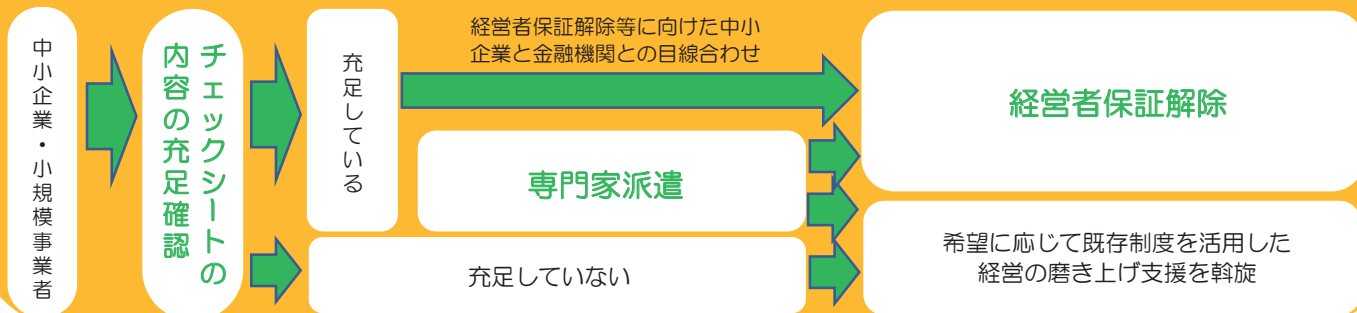 中小企業・小規模事業者
チェックシートの
内容の充足確認
充足している
経営者保証解除等に向けた中小
企業と金融機関との目線合わせ
専門家派遣
経営者保証解除
充足していない
希望に応じて既存制度を活用した
経営の磨き上げ支援を斡旋